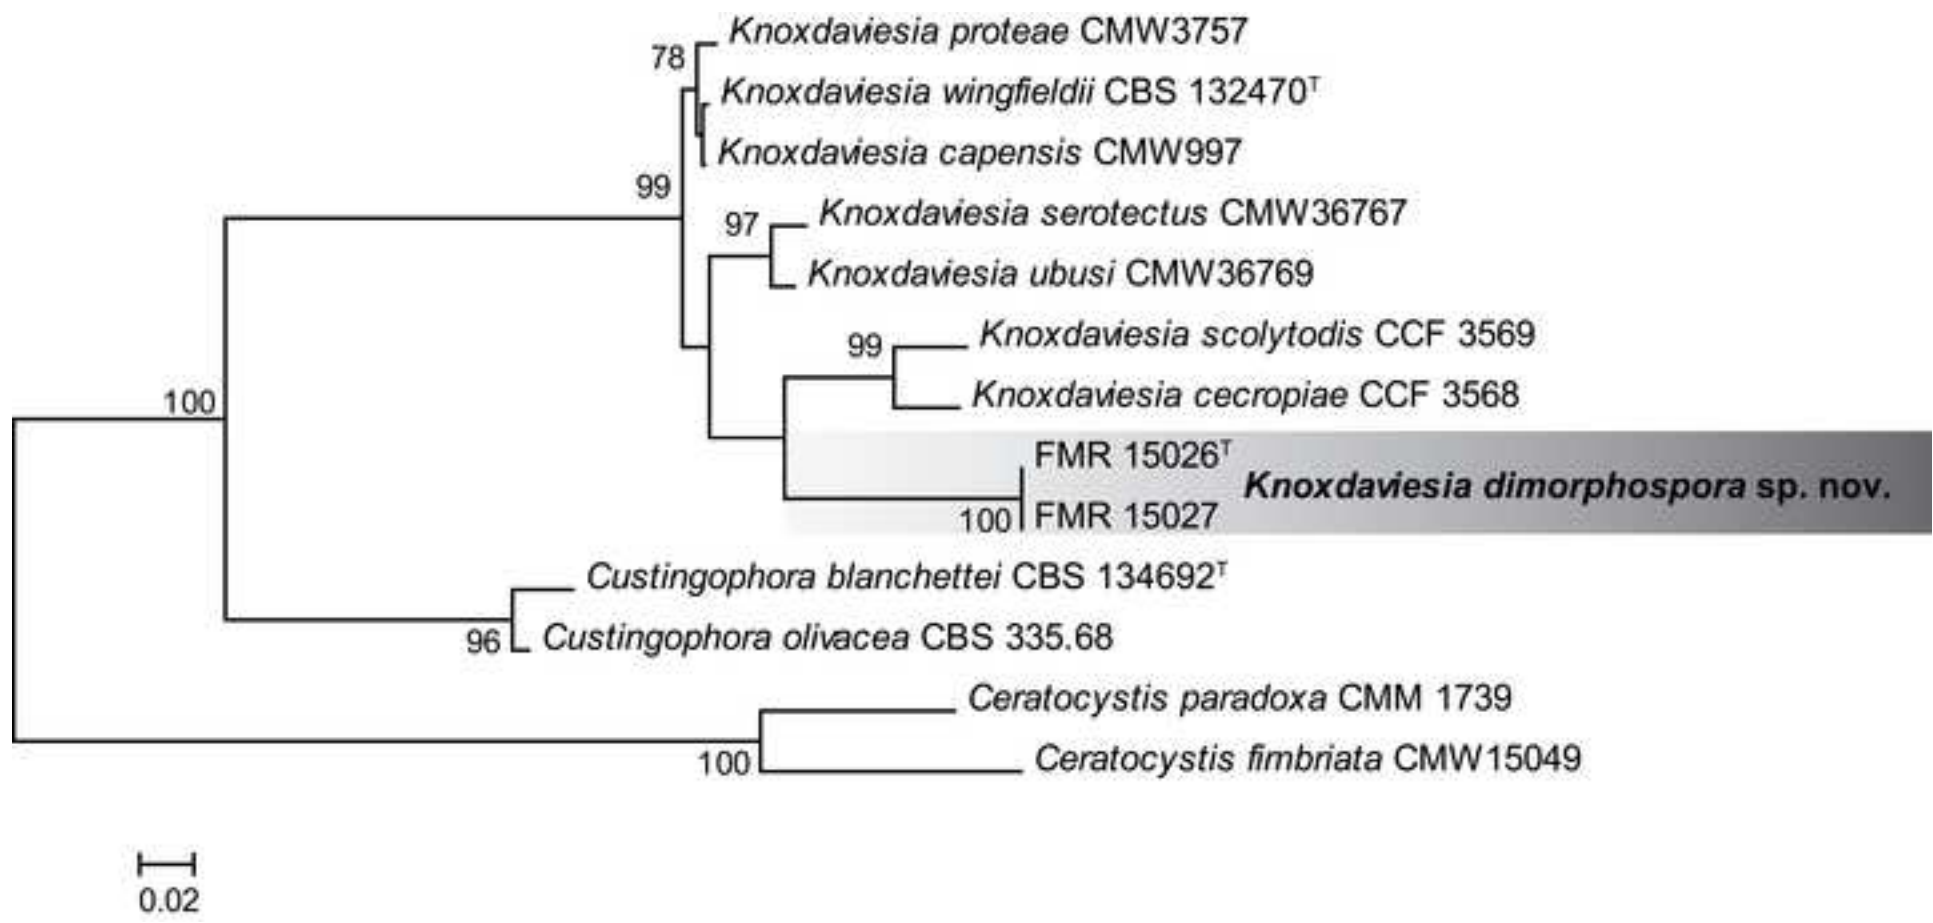 Knoxdaviesia proteae CMW3757
78
Knoxdaviesia wingfieldii CBS 132470ᵀ
Knoxdaviesia capensis CMW997
99
Knoxdaviesia serotectus CMW36767
97
Knoxdaviesia ubusi CMW36769
Knoxdaviesia scolytodis CCF 3569
99
Knoxdaviesia cecropiae CCF 3568
100
FMR 15026ᵀ
Knoxdaviesia dimorphospora sp. nov.
100 FMR 15027
Custingophora blanchettei CBS 134692ᵀ
96 Custingophora olivacea CBS 335.68
Ceratocystis paradoxa CMM 1739
100
Ceratocystis fimbriata CMW15049
0.02